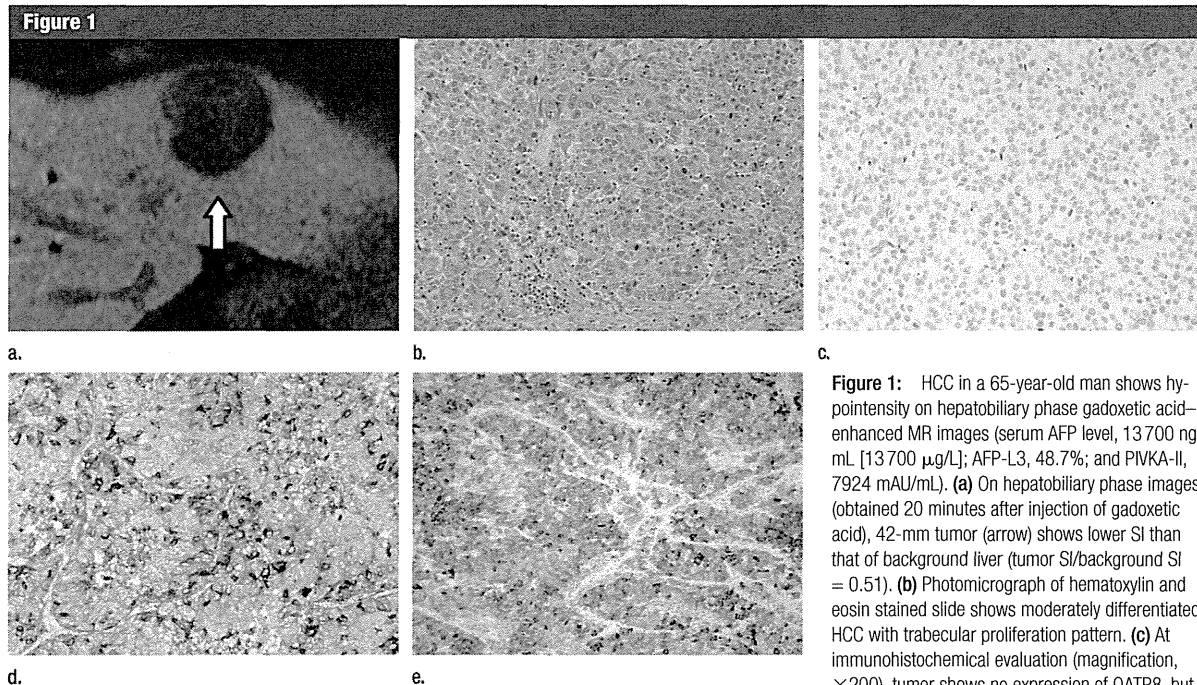 Figure 1
a.
b.
c.
d.
e.
Figure 1: HCC in a 65-year-old man shows hy-
pointensity on hepatobiliary phase gadoxetic acid–
enhanced MR images (serum AFP level, 13 700 ng
mL [13 700 μg/L]; AFP-L3, 48.7%; and PIVKA-II,
7924 mAU/mL). (a) On hepatobiliary phase images
(obtained 20 minutes after injection of gadoxetic
acid), 42-mm tumor (arrow) shows lower SI than
that of background liver (tumor SI/background SI
= 0.51). (b) Photomicrograph of hematoxylin and
eosin stained slide shows moderately differentiated
HCC with trabecular proliferation pattern. (c) At
immunohistochemical evaluation (magnification,
×200), tumor shows no expression of OATP8, but